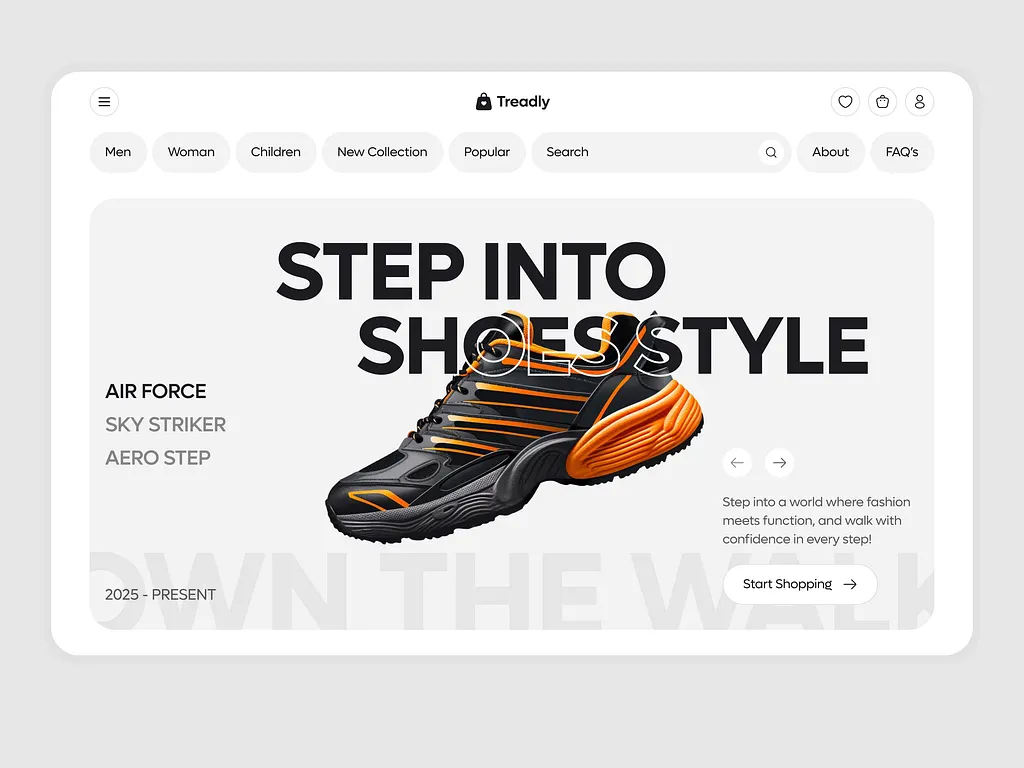 Treadly
Men
Woman
Children
New Collection
Popular
Search
About
FAQ's
STEP INTO
SHOES STYLE
AIR FORCE
SKY STRIKER
AERO STEP
Step into a world where fashion
meets function, and walk with
confidence in every step!
Start Shopping
2025 - PRESENT
OWN THE WALK